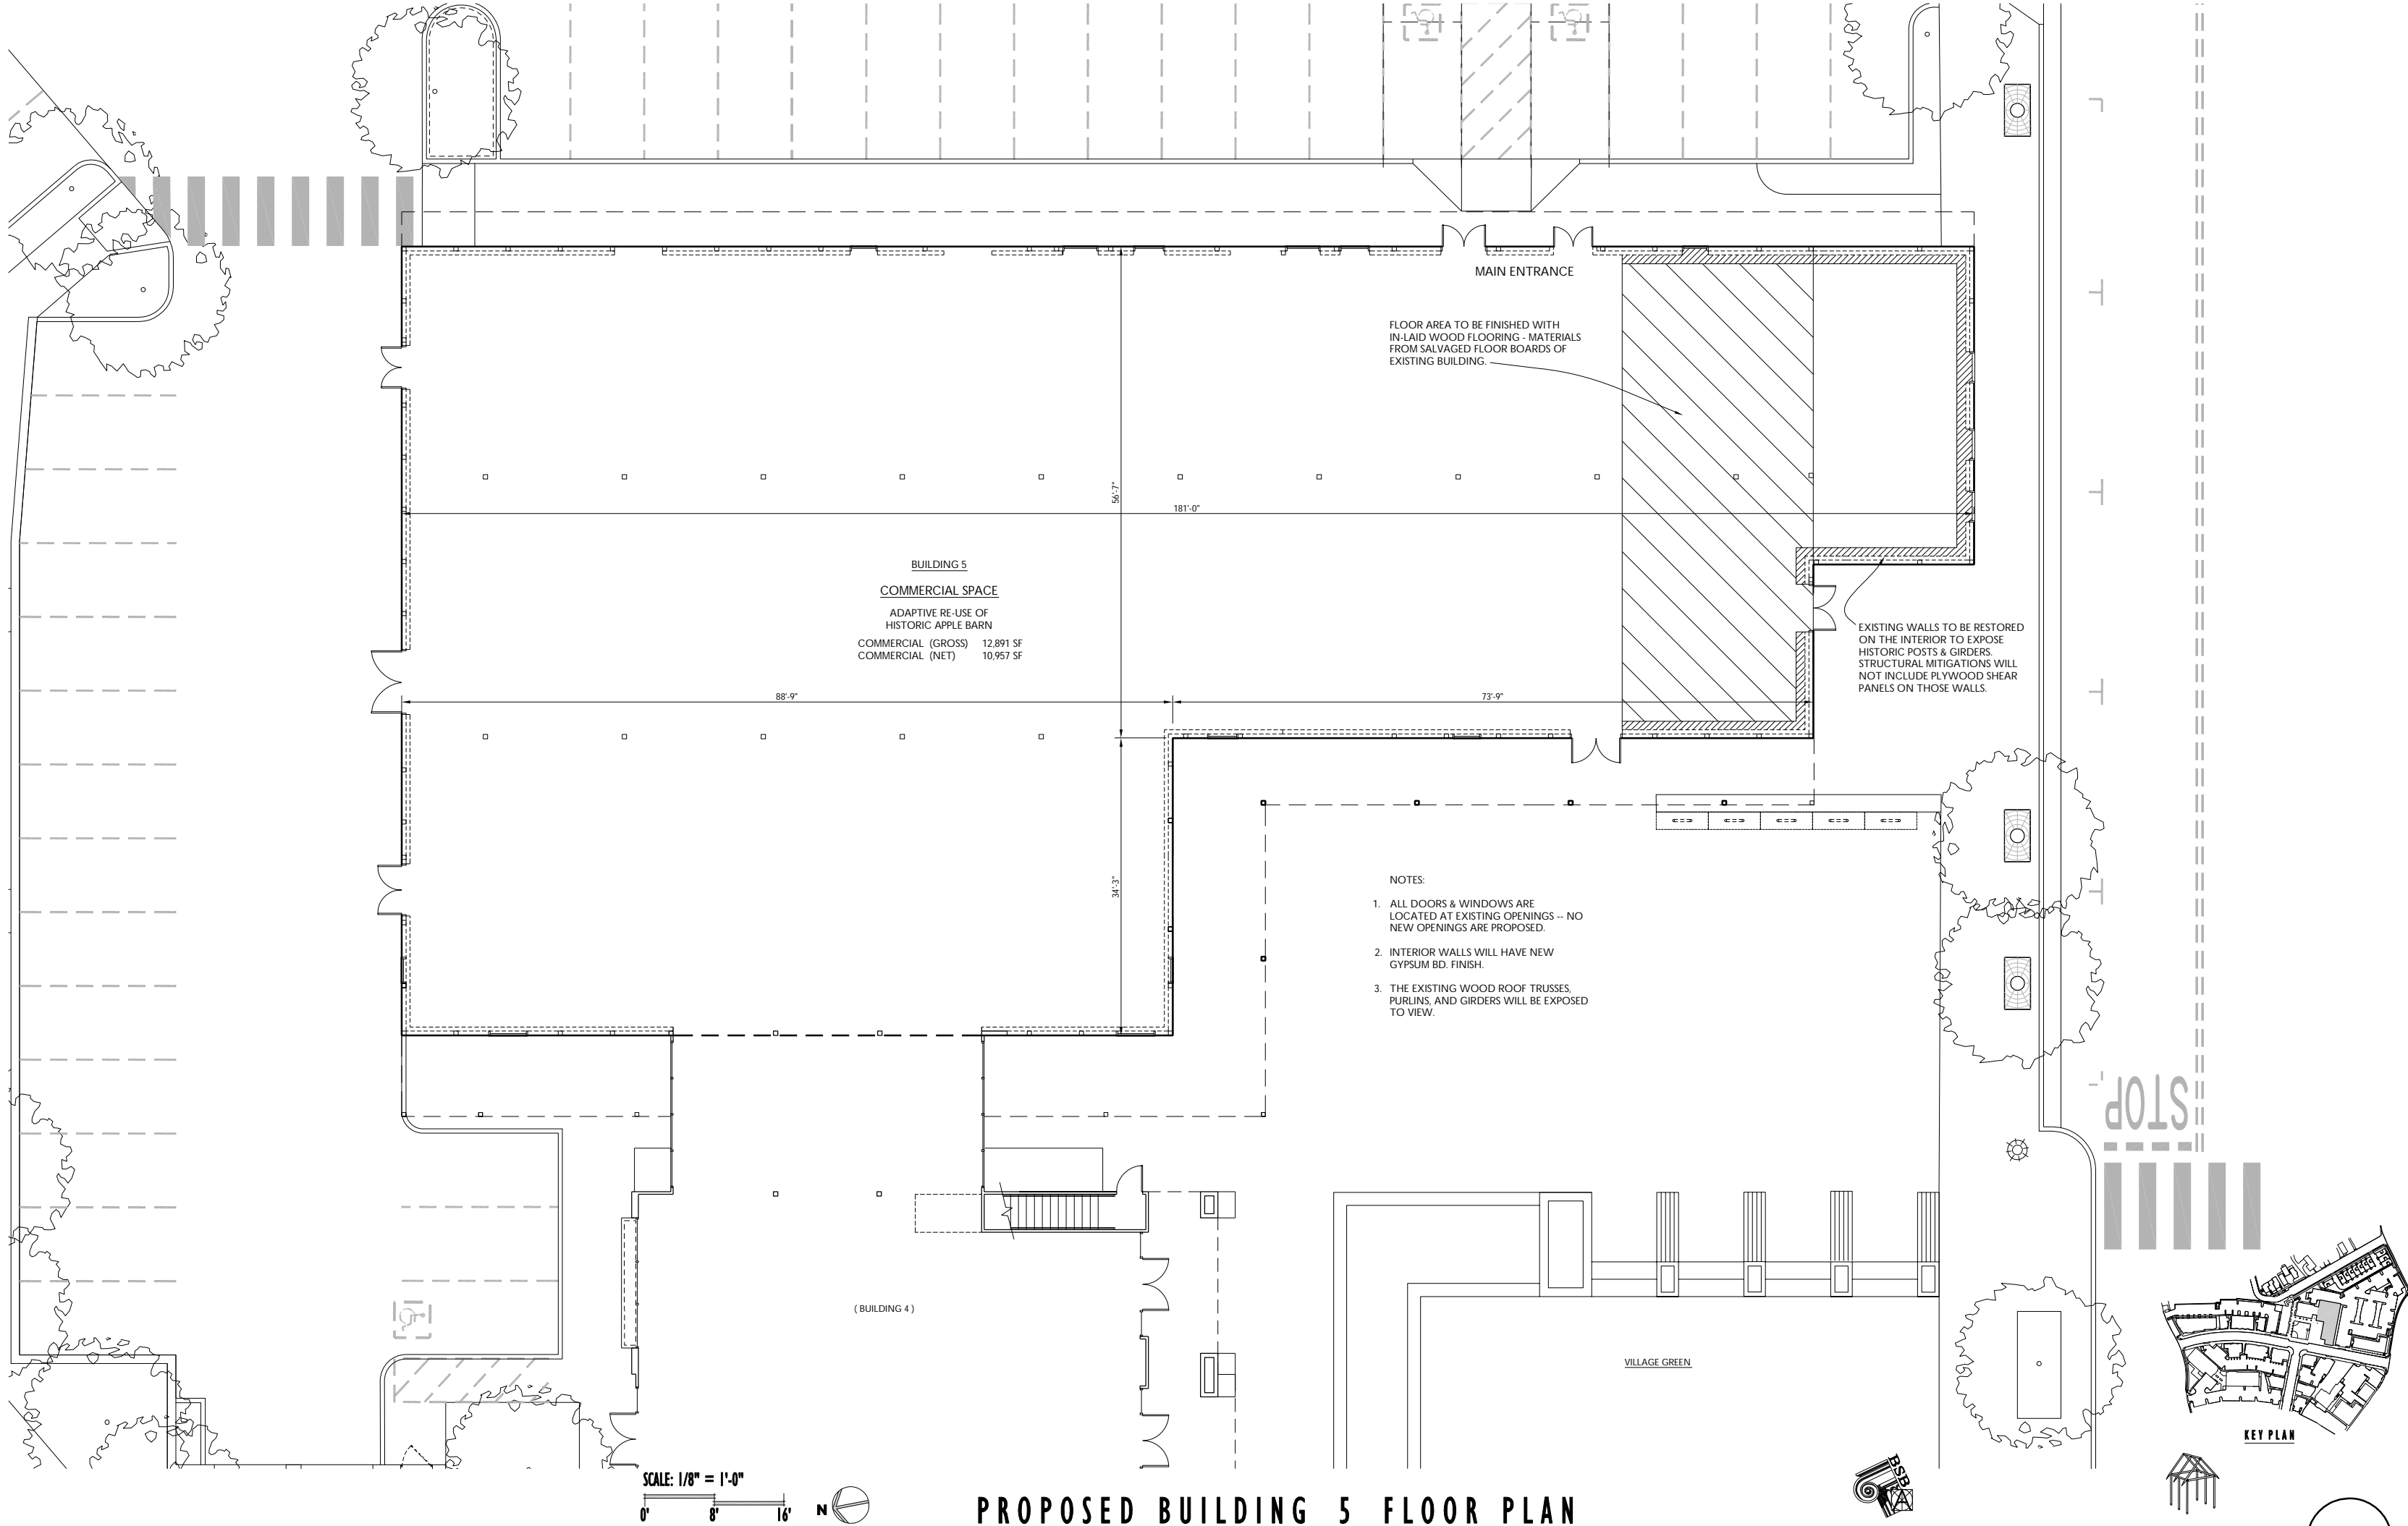 MAIN ENTRANCE
FLOOR AREA TO BE FINISHED WITH
IN-LAID WOOD FLOORING - MATERIALS
FROM SALVAGED FLOOR BOARDS OF
EXISTING BUILDING.
56'-7"
181'-0"
BUILDING 5
COMMERCIAL SPACE
ADAPTIVE RE-USE OF
HISTORIC APPLE BARN
COMMERCIAL (GROSS) 12,891 SF
COMMERCIAL (NET) 10,957 SF
EXISTING WALLS TO BE RESTORED
ON THE INTERIOR TO EXPOSE
HISTORIC POSTS & GIRDERS.
STRUCTURAL MITIGATIONS WILL
NOT INCLUDE PLYWOOD SHEAR
PANELS ON THOSE WALLS.
88'-9"
73'-9"
34'-3"
NOTES:
1. ALL DOORS & WINDOWS ARE
LOCATED AT EXISTING OPENINGS -- NO
NEW OPENINGS ARE PROPOSED.
2. INTERIOR WALLS WILL HAVE NEW
GYPSUM BD. FINISH.
3. THE EXISTING WOOD ROOF TRUSSES,
PURLINS, AND GIRDERS WILL BE EXPOSED
TO VIEW.
STOP
( BUILDING 4 )
VILLAGE GREEN
KEY PLAN
SCALE: 1/8" = 1'-0"
0' 8' 16'
N
PROPOSED BUILDING 5 FLOOR PLAN
BSB
A